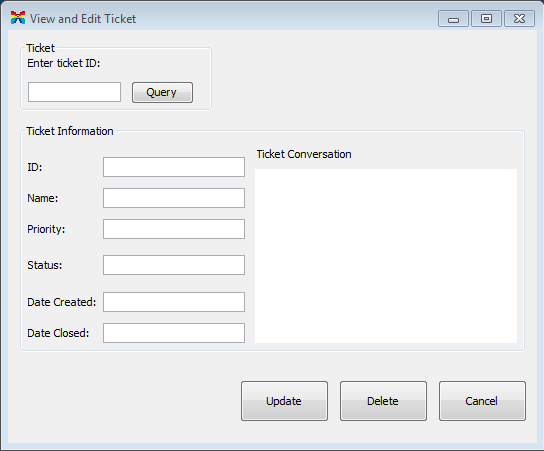 View and Edit Ticket
Ticket
Enter ticket ID:
Query
Ticket Information
Ticket Conversation
ID:
Name:
Priority:
Status:
Date Created:
Date Closed:
Update Delete Cancel